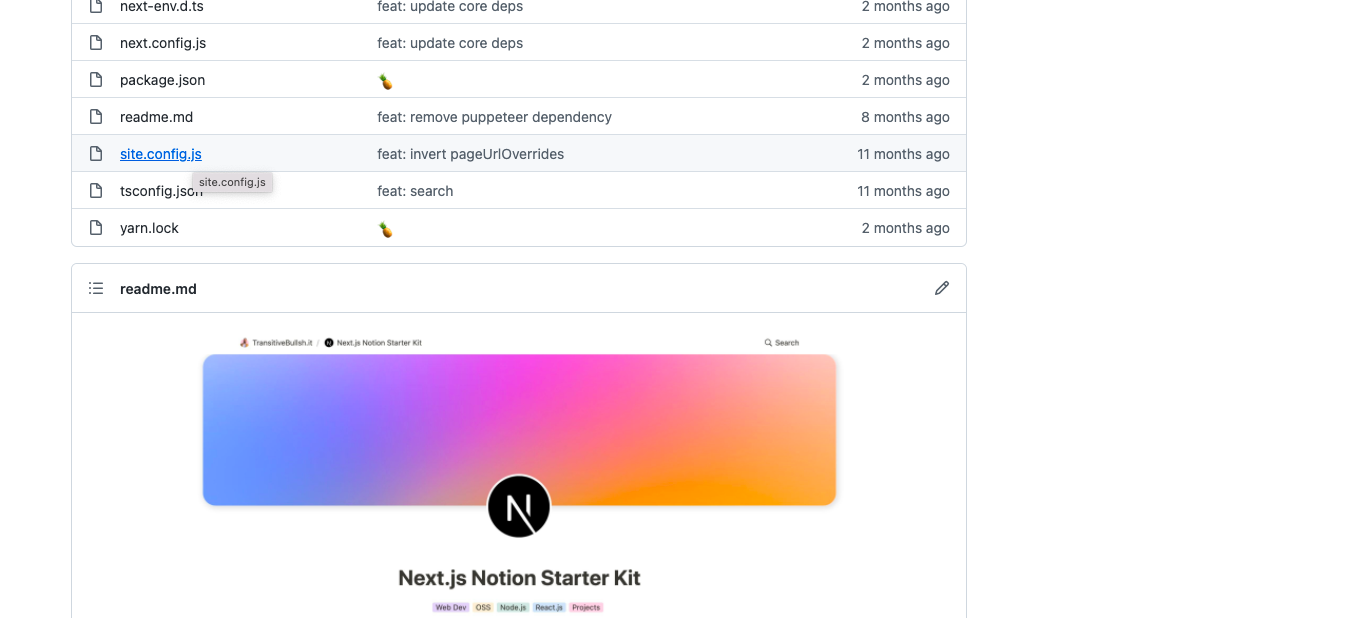 next-env.d.ts feat: update core deps 2 months ago
next.config.js feat: update core deps 2 months ago
package.json 🍍 2 months ago
readme.md feat: remove puppeteer dependency 8 months ago
site.config.js feat: invert pageUrlOverrides 11 months ago
site.config.js
tsconfig.json feat: search 11 months ago
yarn.lock 🍍 2 months ago
readme.md
TransitiveBullsh.it / Next.js Notion Starter Kit Search
N
Next.js Notion Starter Kit
Web Dev OSS Node.js React.js Projects